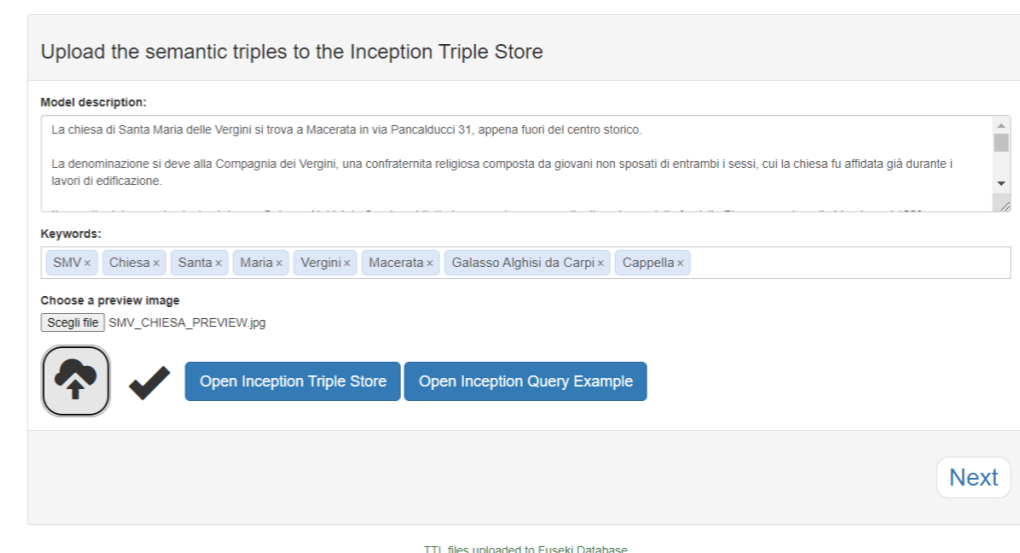 Upload the semantic triples to the Inception Triple Store
Model description:
La chiesa di Santa Maria delle Vergini si trova a Macerata in via Pancalducci 31, appena fuori del centro storico.
La denominazione si deve alla Compagnia dei Vergini, una confraternita religiosa composta da giovani non sposati di entrambi i sessi, cui la chiesa fu affidata già durante i
lavori di edificazione.
Keywords:
SMV × Chiesa × Santa × Maria × Vergini × Macerata × Galasso Alghisi da Carpi × Cappella ×
Choose a preview image
Scegli file SMV_CHIESA_PREVIEW.jpg
Open Inception Triple Store Open Inception Query Example
Next
TTL files uploaded to Fuseki Database